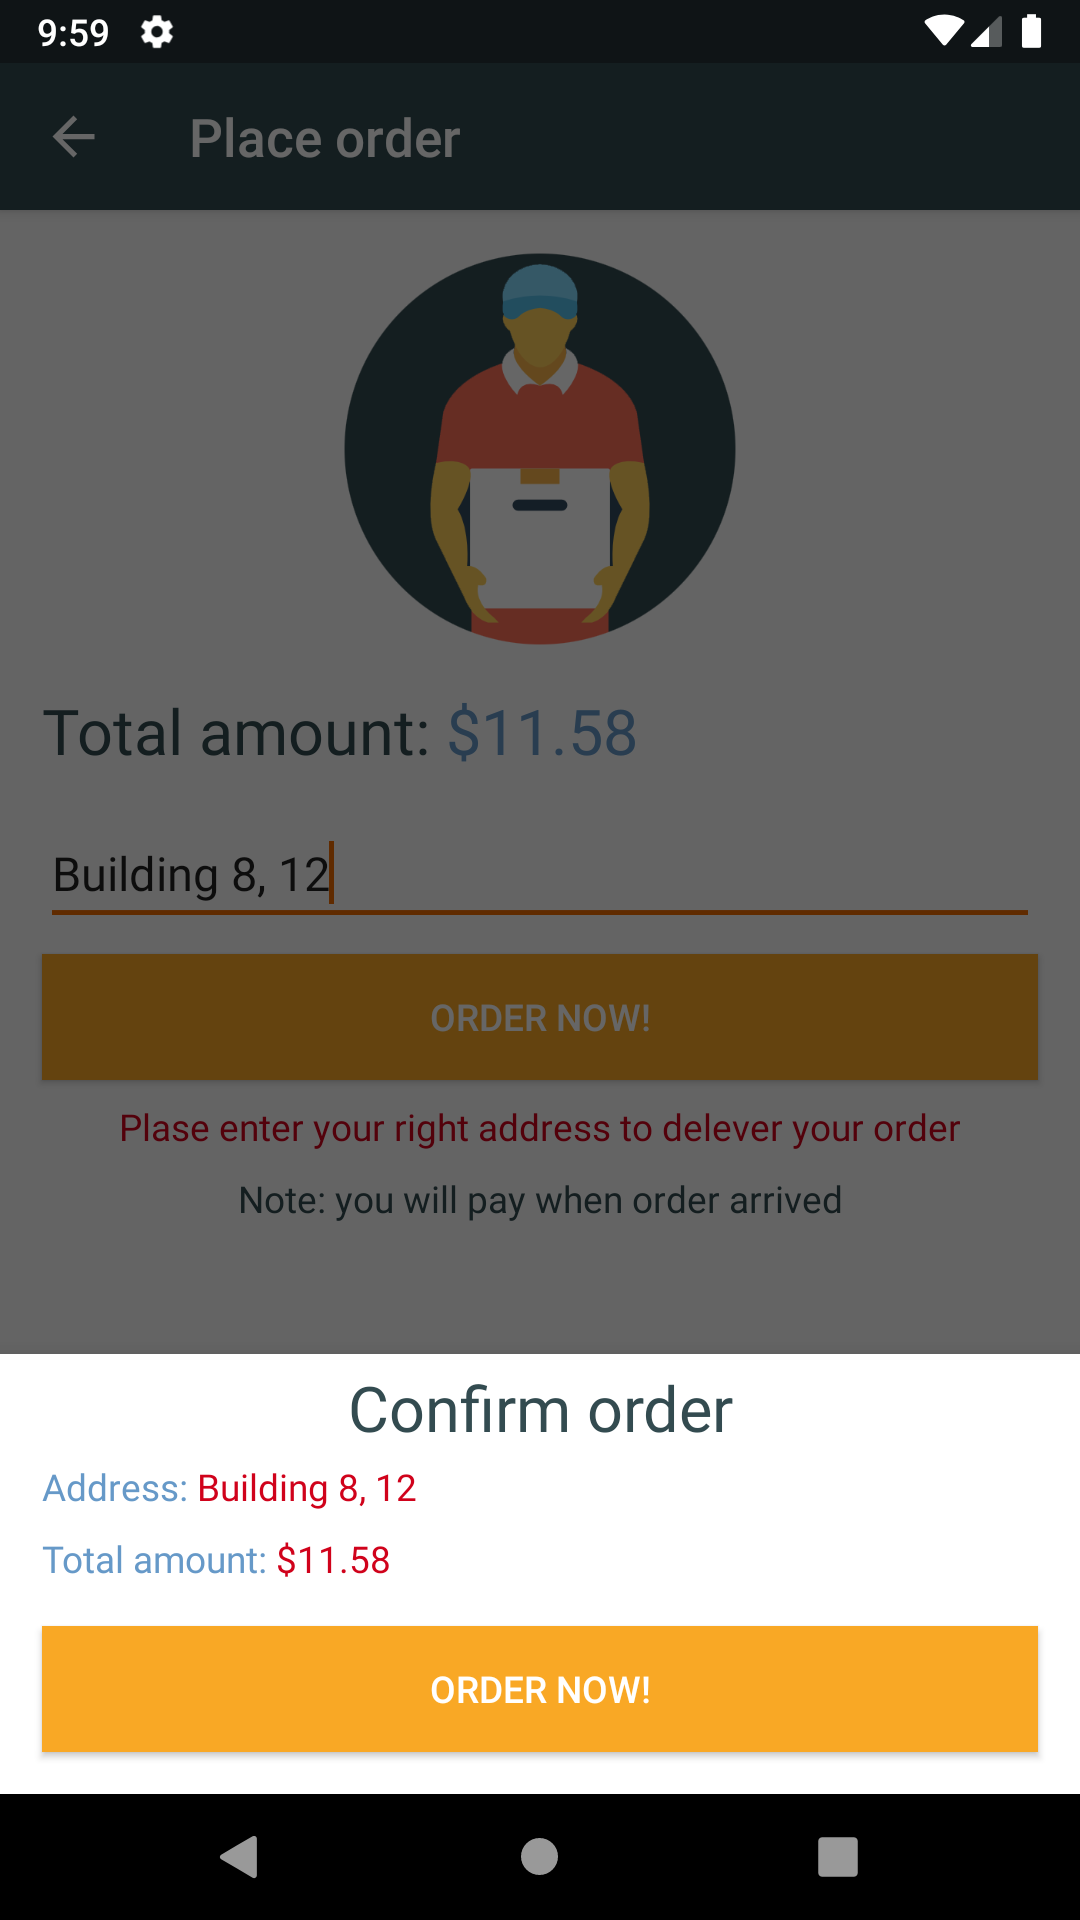 9:59
Place order
Total amount: $11.58
Building 8, 12
ORDER NOW!
Plase enter your right address to delever your order
Note: you will pay when order arrived
Confirm order
Address: Building 8, 12
Total amount: $11.58
ORDER NOW!